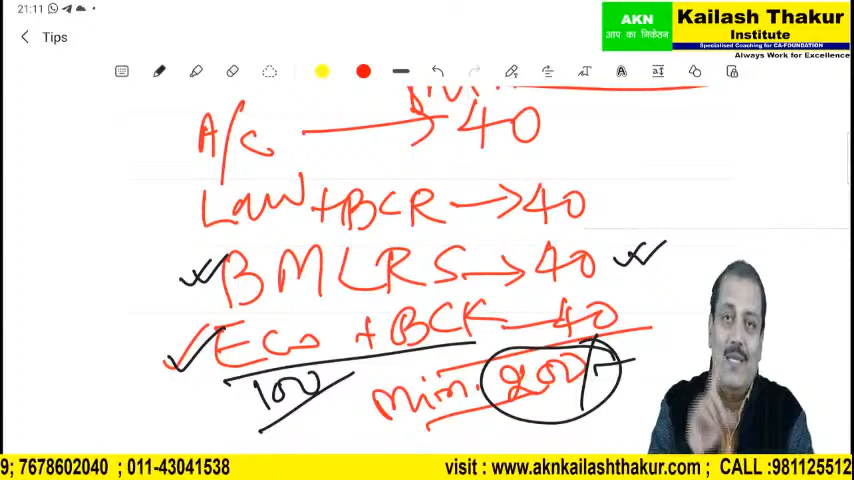 21:11
AKN
आप का निकेतन
Kailash Thakur
Institute
Specialised Coaching for CA-FOUNDATION
Always Work for Excellence
Tips
A/C → 40
Law + BCR → 40
BMLRS → 40
Eco + BCK — 40
100
Mim. 200/-
9; 7678602040 ; 011-43041538
visit : www.aknkailashthakur.com ; CALL :981125512